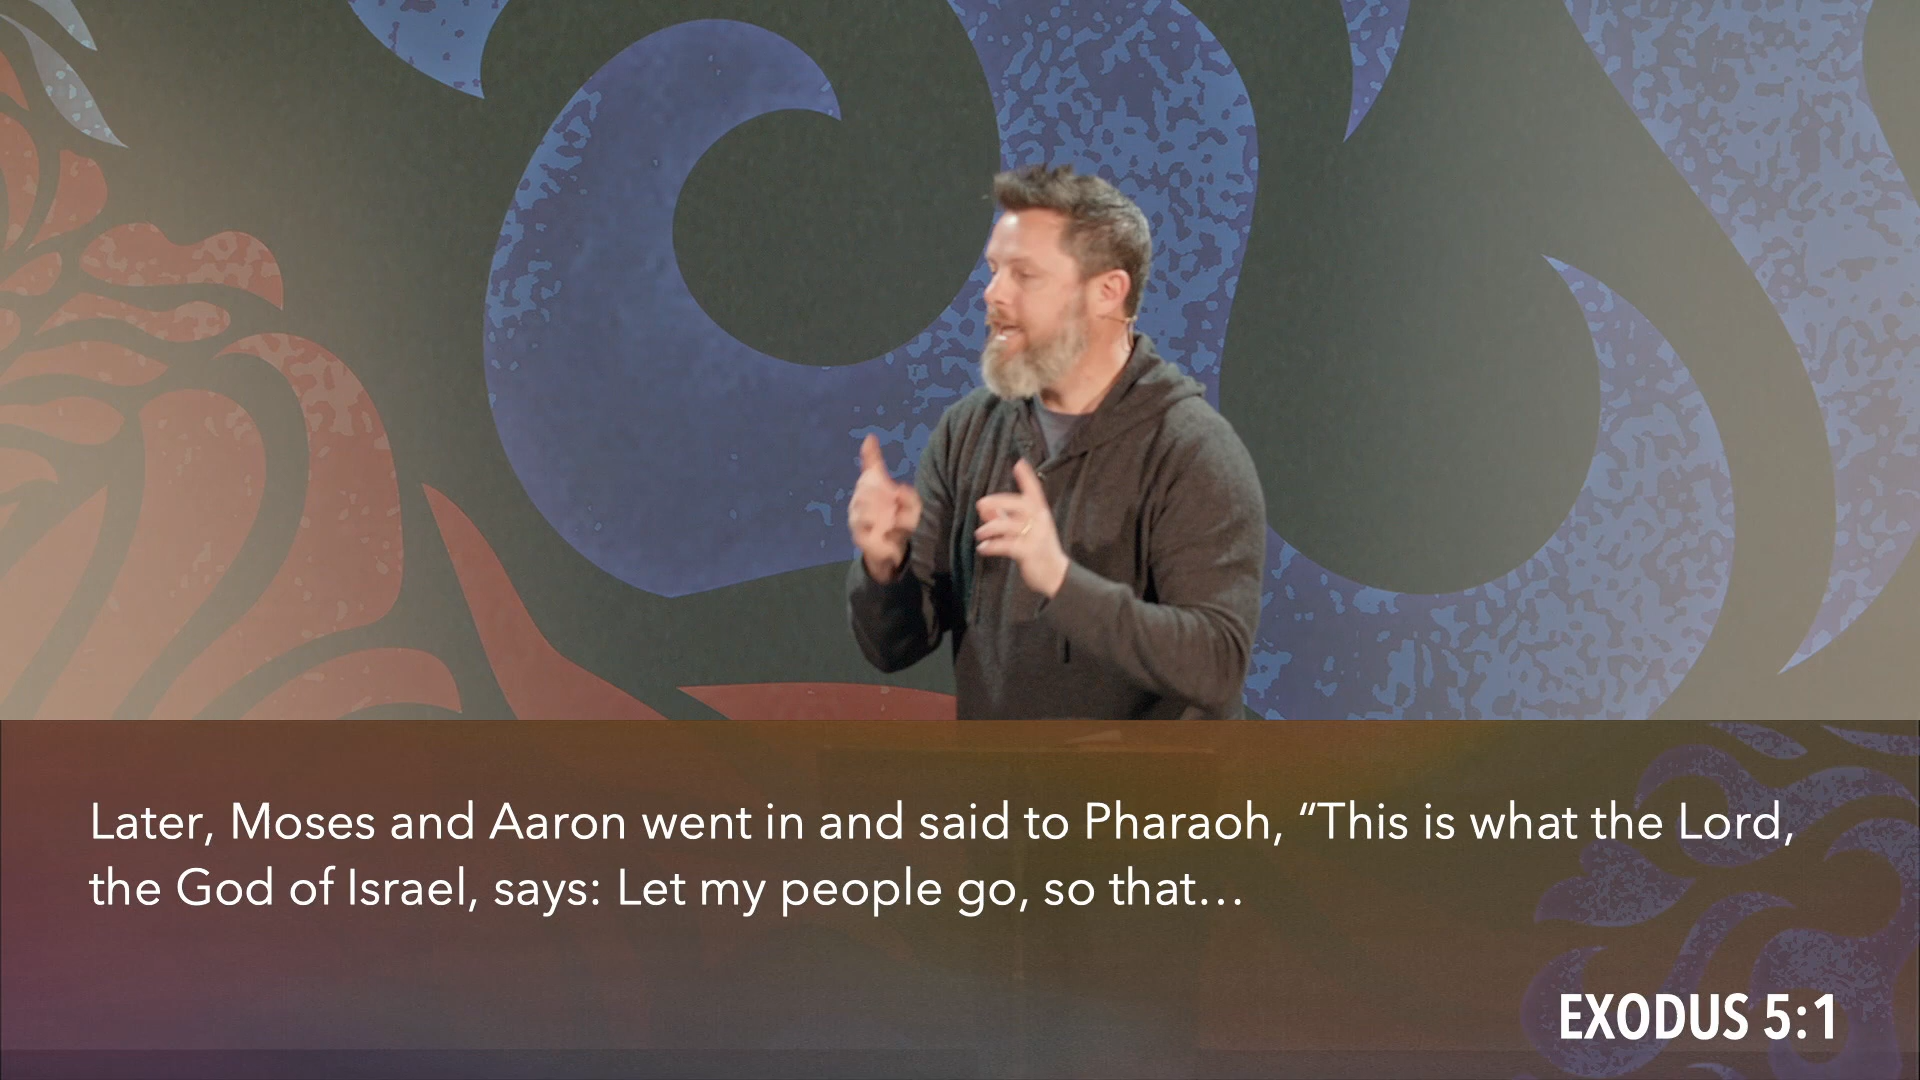 Later, Moses and Aaron went in and said to Pharaoh, “This is what the Lord,
the God of Israel, says: Let my people go, so that…
EXODUS 5:1